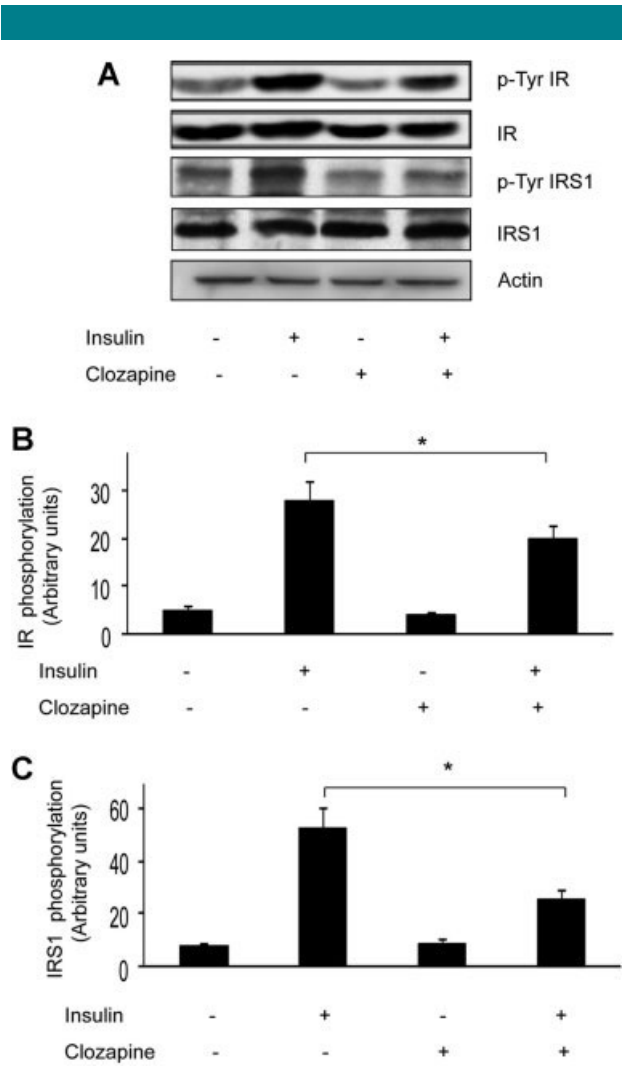 A
p-Tyr IR
IR
p-Tyr IRS1
IRS1
Actin
Insulin - + - +
Clozapine - - + +
B
*
IR phosphorylation
(Arbitrary units)
30
20
10
0
Insulin - + - +
Clozapine - - + +
C
*
IRS1 phosphorylation
(Arbitrary units)
60
40
20
0
Insulin - + - +
Clozapine - - + +